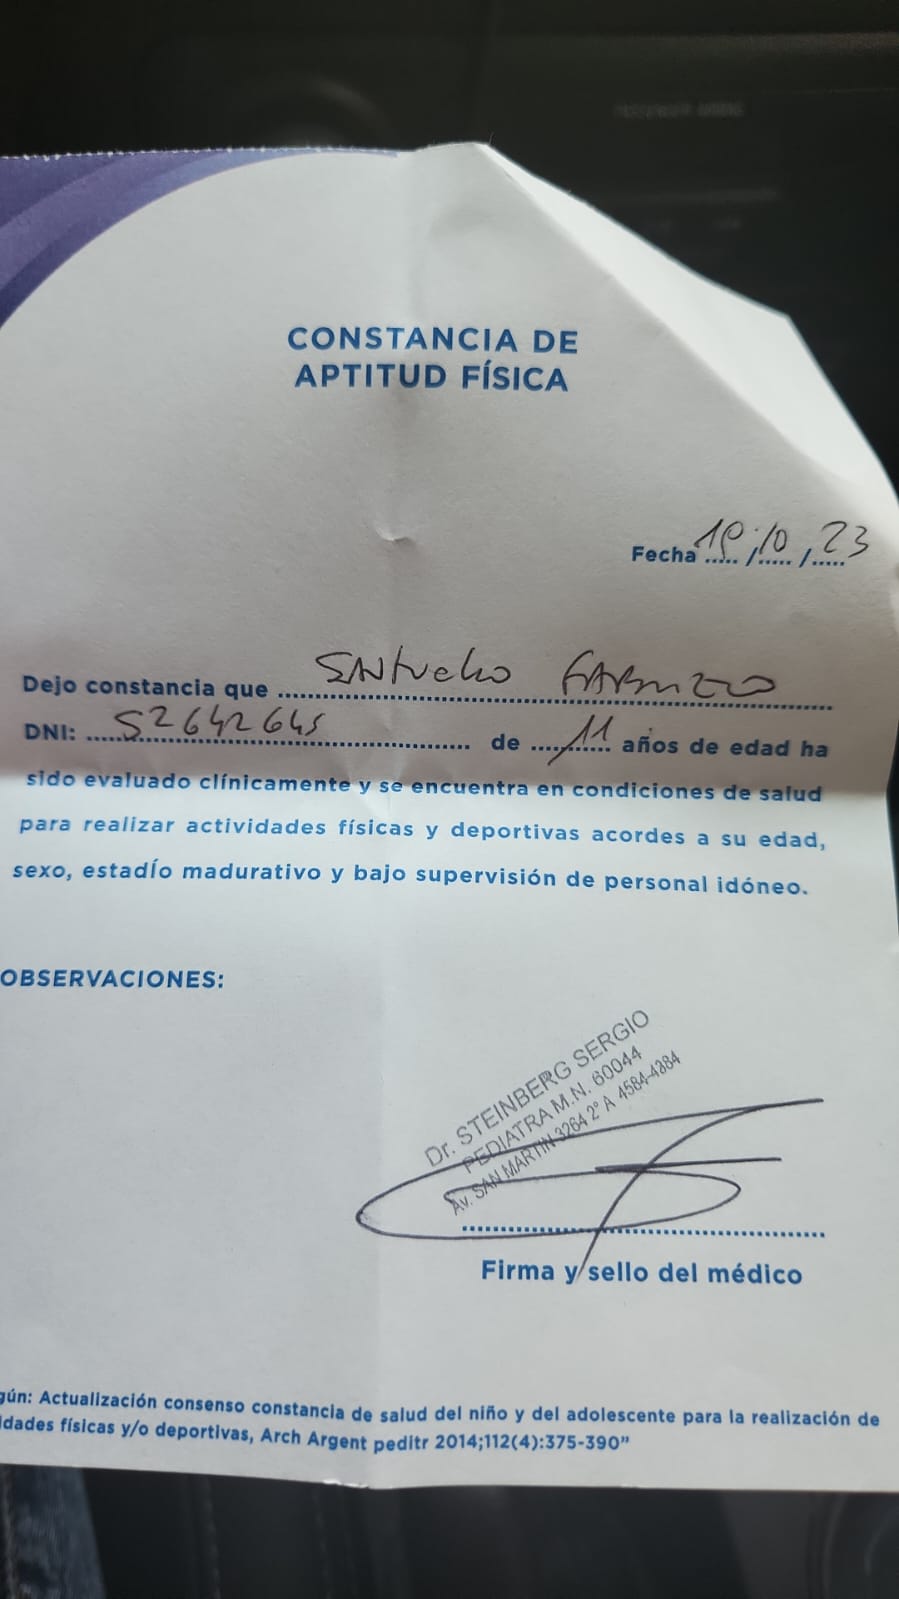 CONSTANCIA DE
APTITUD FÍSICA
Fecha 19/10/23
Dejo constancia que SANTUCHO FABRIZIO
DNI: 52642645 de 11 años de edad ha
sido evaluado clínicamente y se encuentra en condiciones de salud
para realizar actividades físicas y deportivas acordes a su edad,
sexo, estadío madurativo y bajo supervisión de personal idóneo.
OBSERVACIONES:
Dr. STEINBERG SERGIO
PEDIATRA M.N. 60044
Av. SAN MARTIN 3264 2° A 4584-4384
Firma y sello del médico
gún: Actualización consenso constancia de salud del niño y del adolescente para la realización de
idades físicas y/o deportivas, Arch Argent peditr 2014;112(4):375-390”